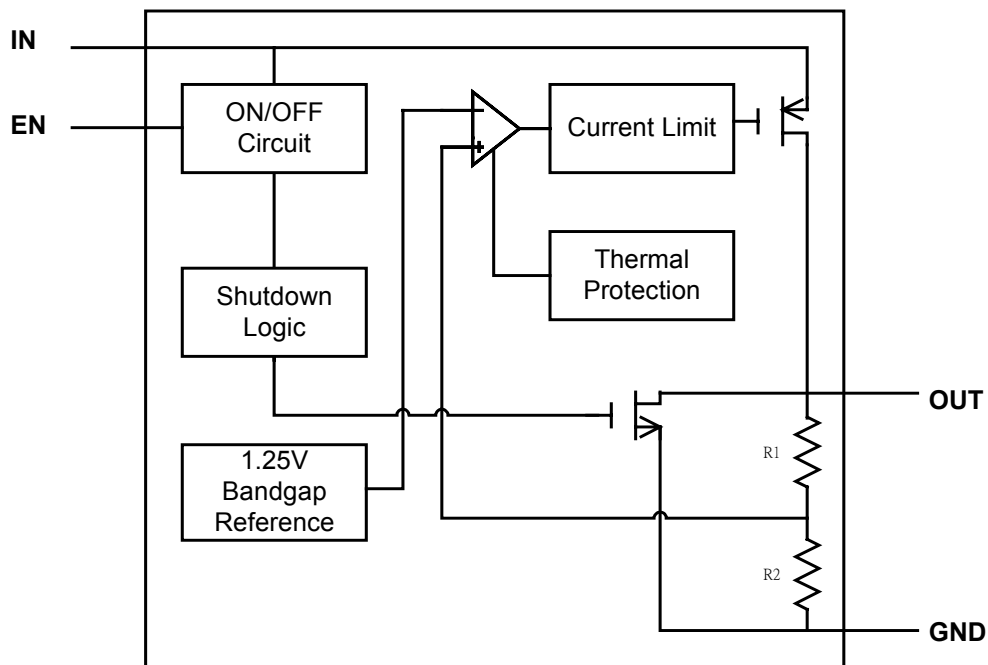 IN
EN
ON/OFF
Circuit
Current Limit
Thermal
Protection
Shutdown
Logic
OUT
R1
1.25V
Bandgap
Reference
R2
GND